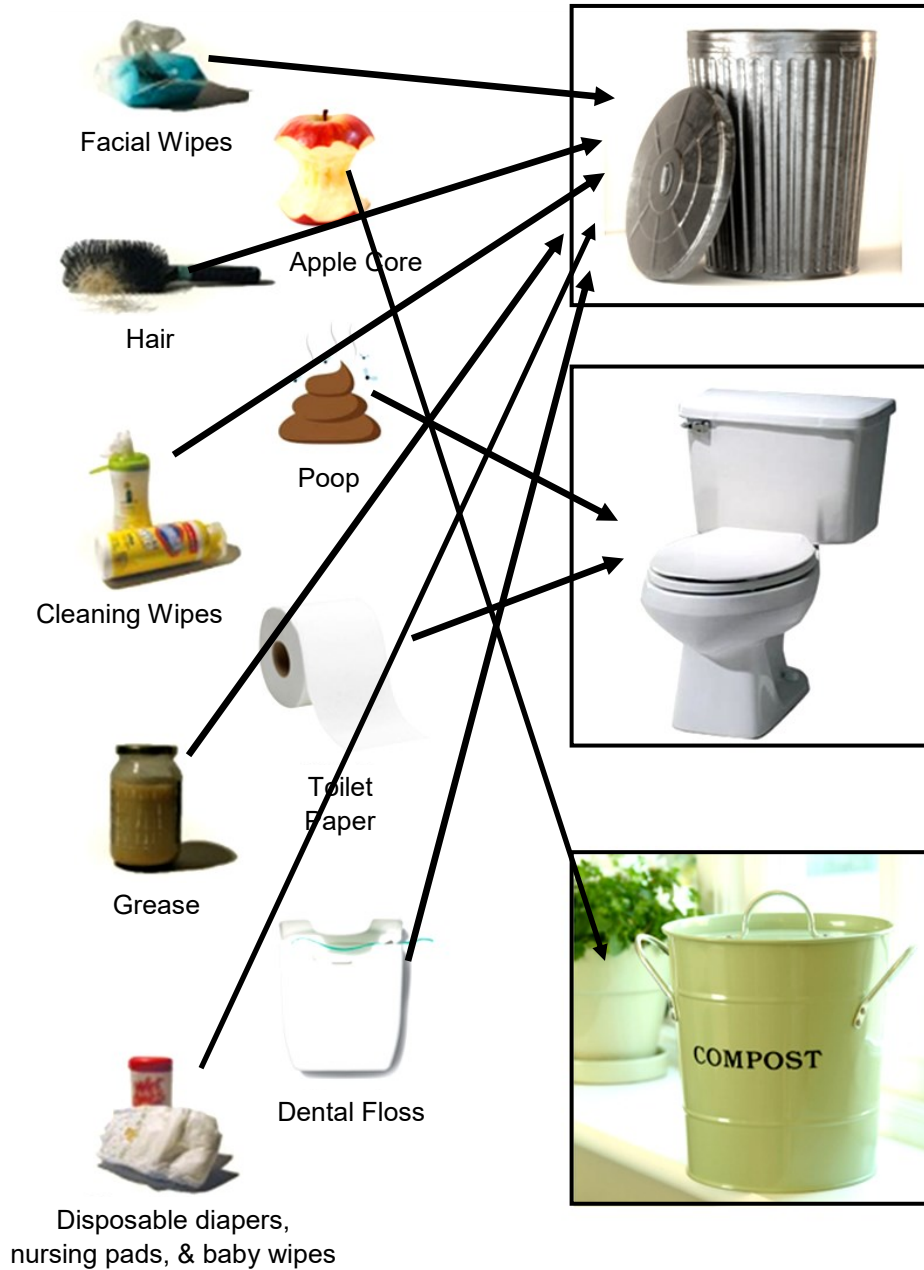 Facial Wipes
Apple Core
Hair
Poop
Cleaning Wipes
Toilet
Paper
Grease
COMPOST
Dental Floss
Disposable diapers,
nursing pads, & baby wipes